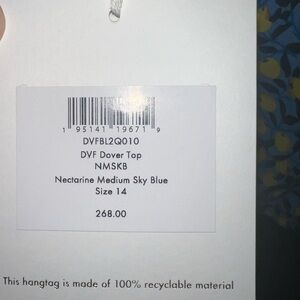 1 95141 19671 9
DVFBL2Q010
DVF Dover Top
NMSKB
Nectarine Medium Sky Blue
Size 14
268.00
This hangtag is made of 100% recyclable material